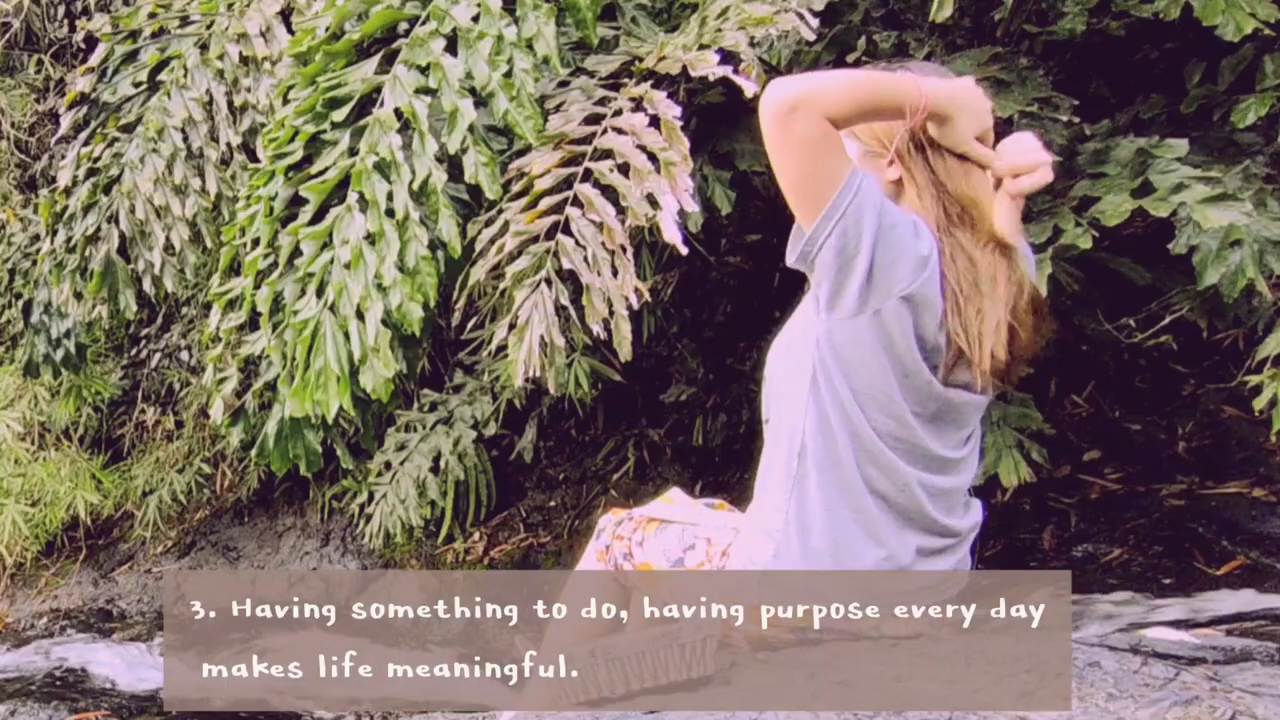 3. Having something to do, having purpose every day
makes life meaningful.